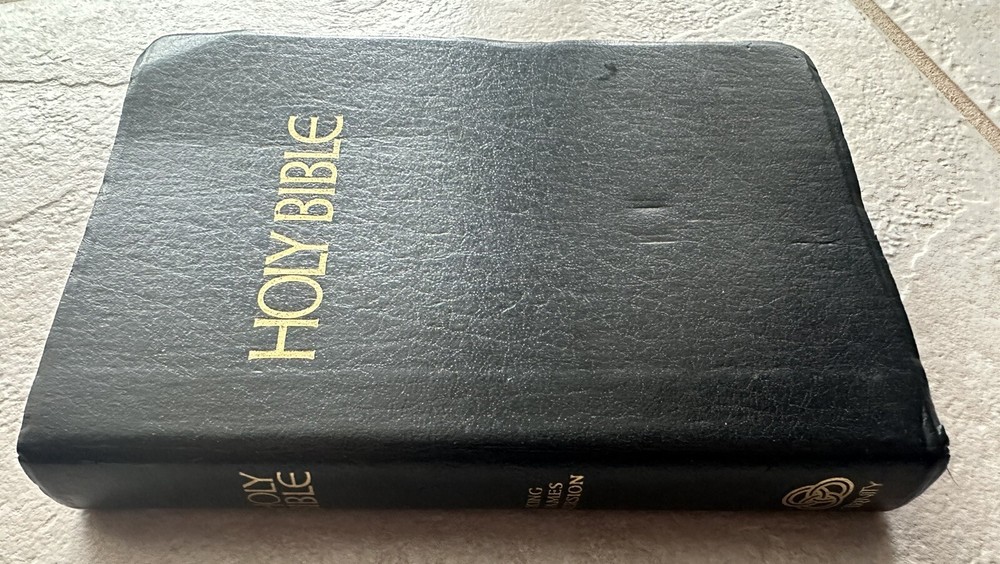 HOLY BIBLE
HOLY
BIBLE
KING
JAMES
VERSION